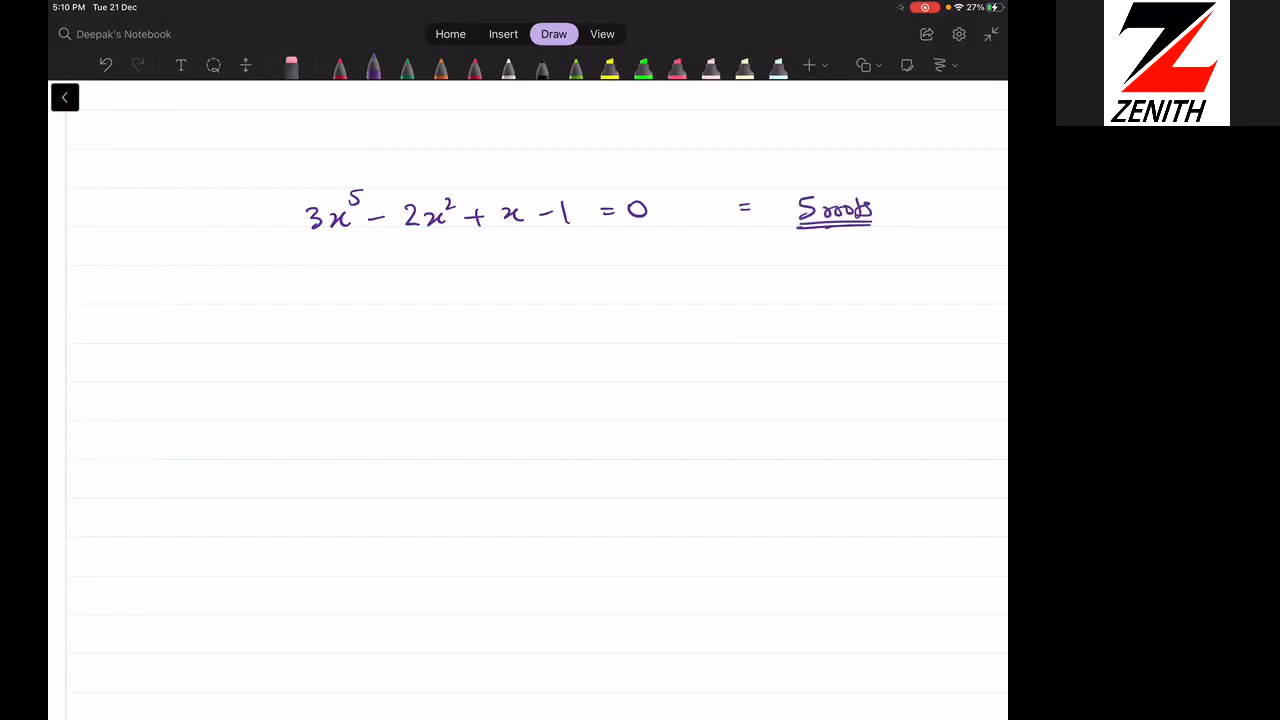 5:10 PM Tue 21 Dec
27%
Deepak's Notebook
Home Insert Draw View
T
ZENITH
3x⁵ - 2x² + x - 1 = 0 = 5 roots